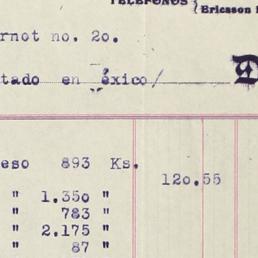 TELEFONOS { Ericsson
rnot no. 20.
tado en éxico/
D
eso 893 Ks.
120.55
" 1.350 "
" 783 "
" 2.175 "
" 87 "